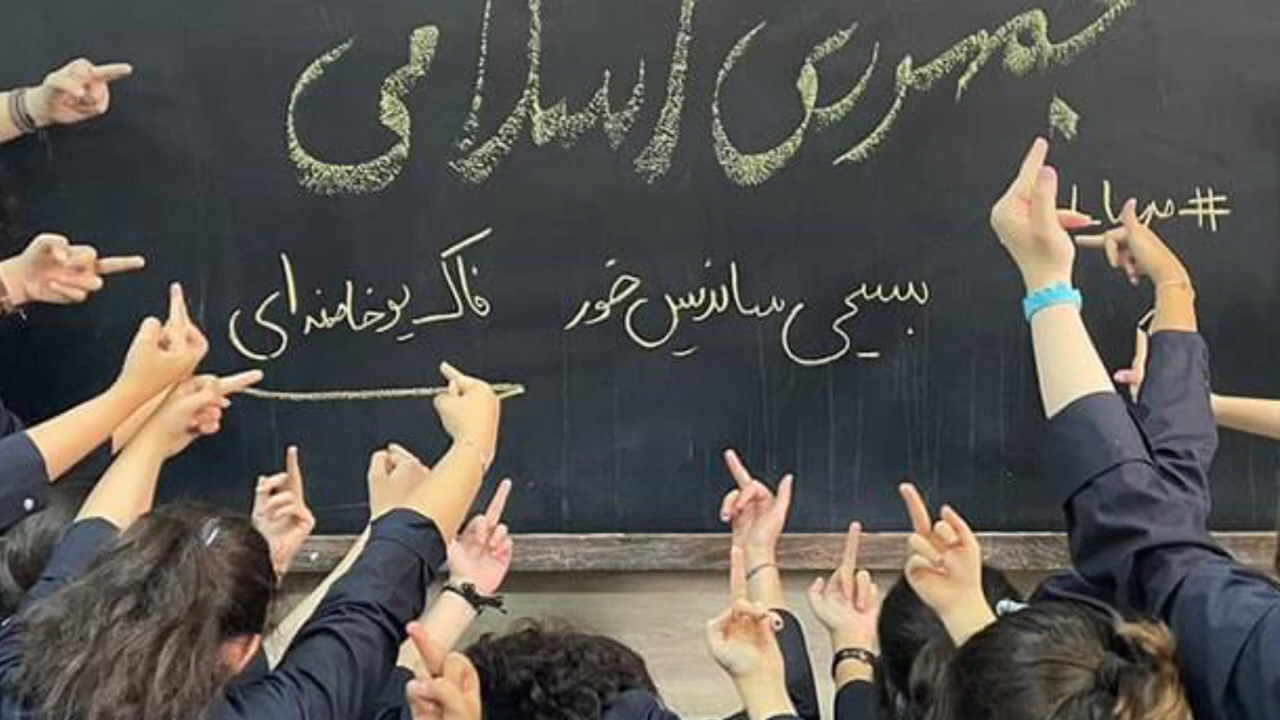 جمهوری اسلامی
#مهسا
بسیجی ساندیس خور فاک یو خامنه ای